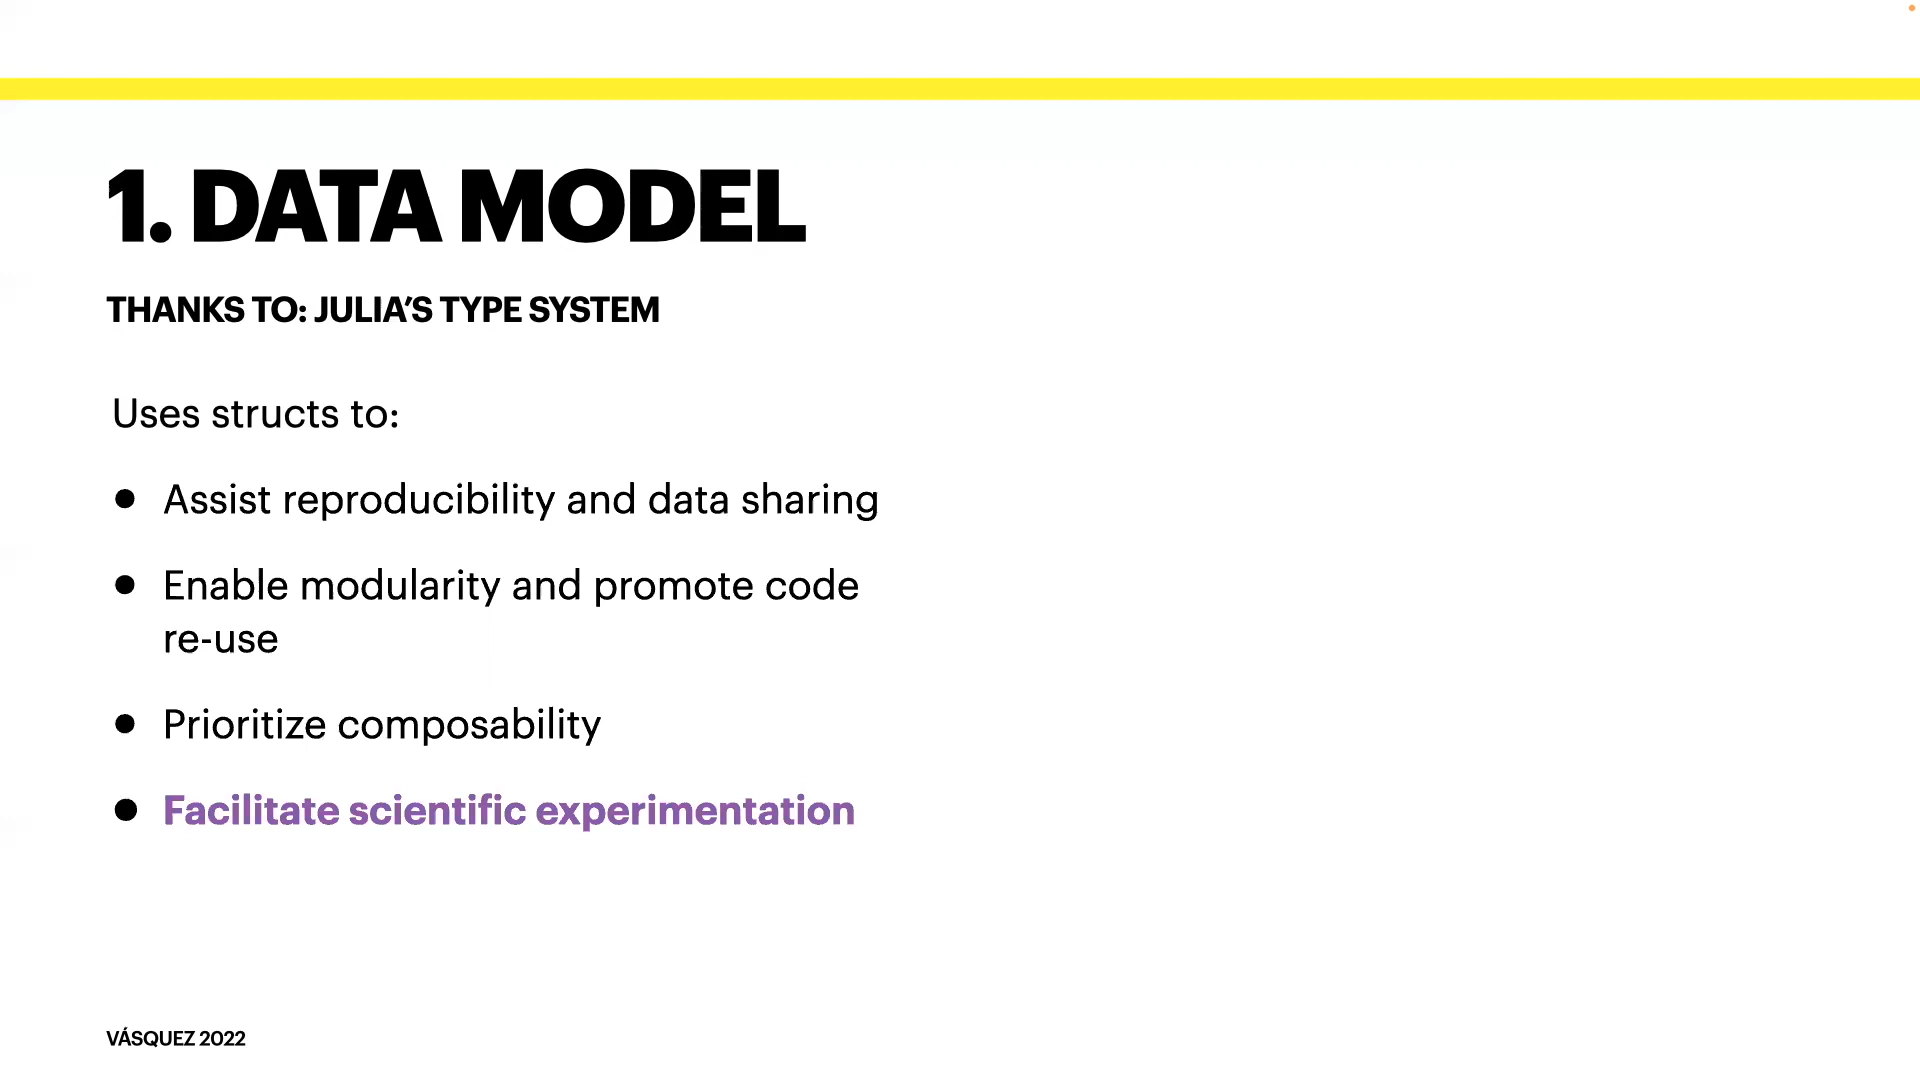 1. DATA MODEL
THANKS TO: JULIA’S TYPE SYSTEM
Uses structs to:
● Assist reproducibility and data sharing
● Enable modularity and promote code
re-use
● Prioritize composability
● Facilitate scientific experimentation
VÁSQUEZ 2022